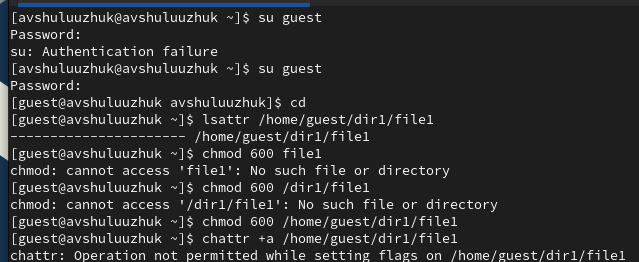 [avshuluuzhuk@avshuluuzhuk ~]$ su guest
Password:
su: Authentication failure
[avshuluuzhuk@avshuluuzhuk ~]$ su guest
Password:
[guest@avshuluuzhuk avshuluuzhuk]$ cd
[guest@avshuluuzhuk ~]$ lsattr /home/guest/dir1/file1
---------------------- /home/guest/dir1/file1
[guest@avshuluuzhuk ~]$ chmod 600 file1
chmod: cannot access 'file1': No such file or directory
[guest@avshuluuzhuk ~]$ chmod 600 /dir1/file1
chmod: cannot access '/dir1/file1': No such file or directory
[guest@avshuluuzhuk ~]$ chmod 600 /home/guest/dir1/file1
[guest@avshuluuzhuk ~]$ chattr +a /home/guest/dir1/file1
chattr: Operation not permitted while setting flags on /home/guest/dir1/file1